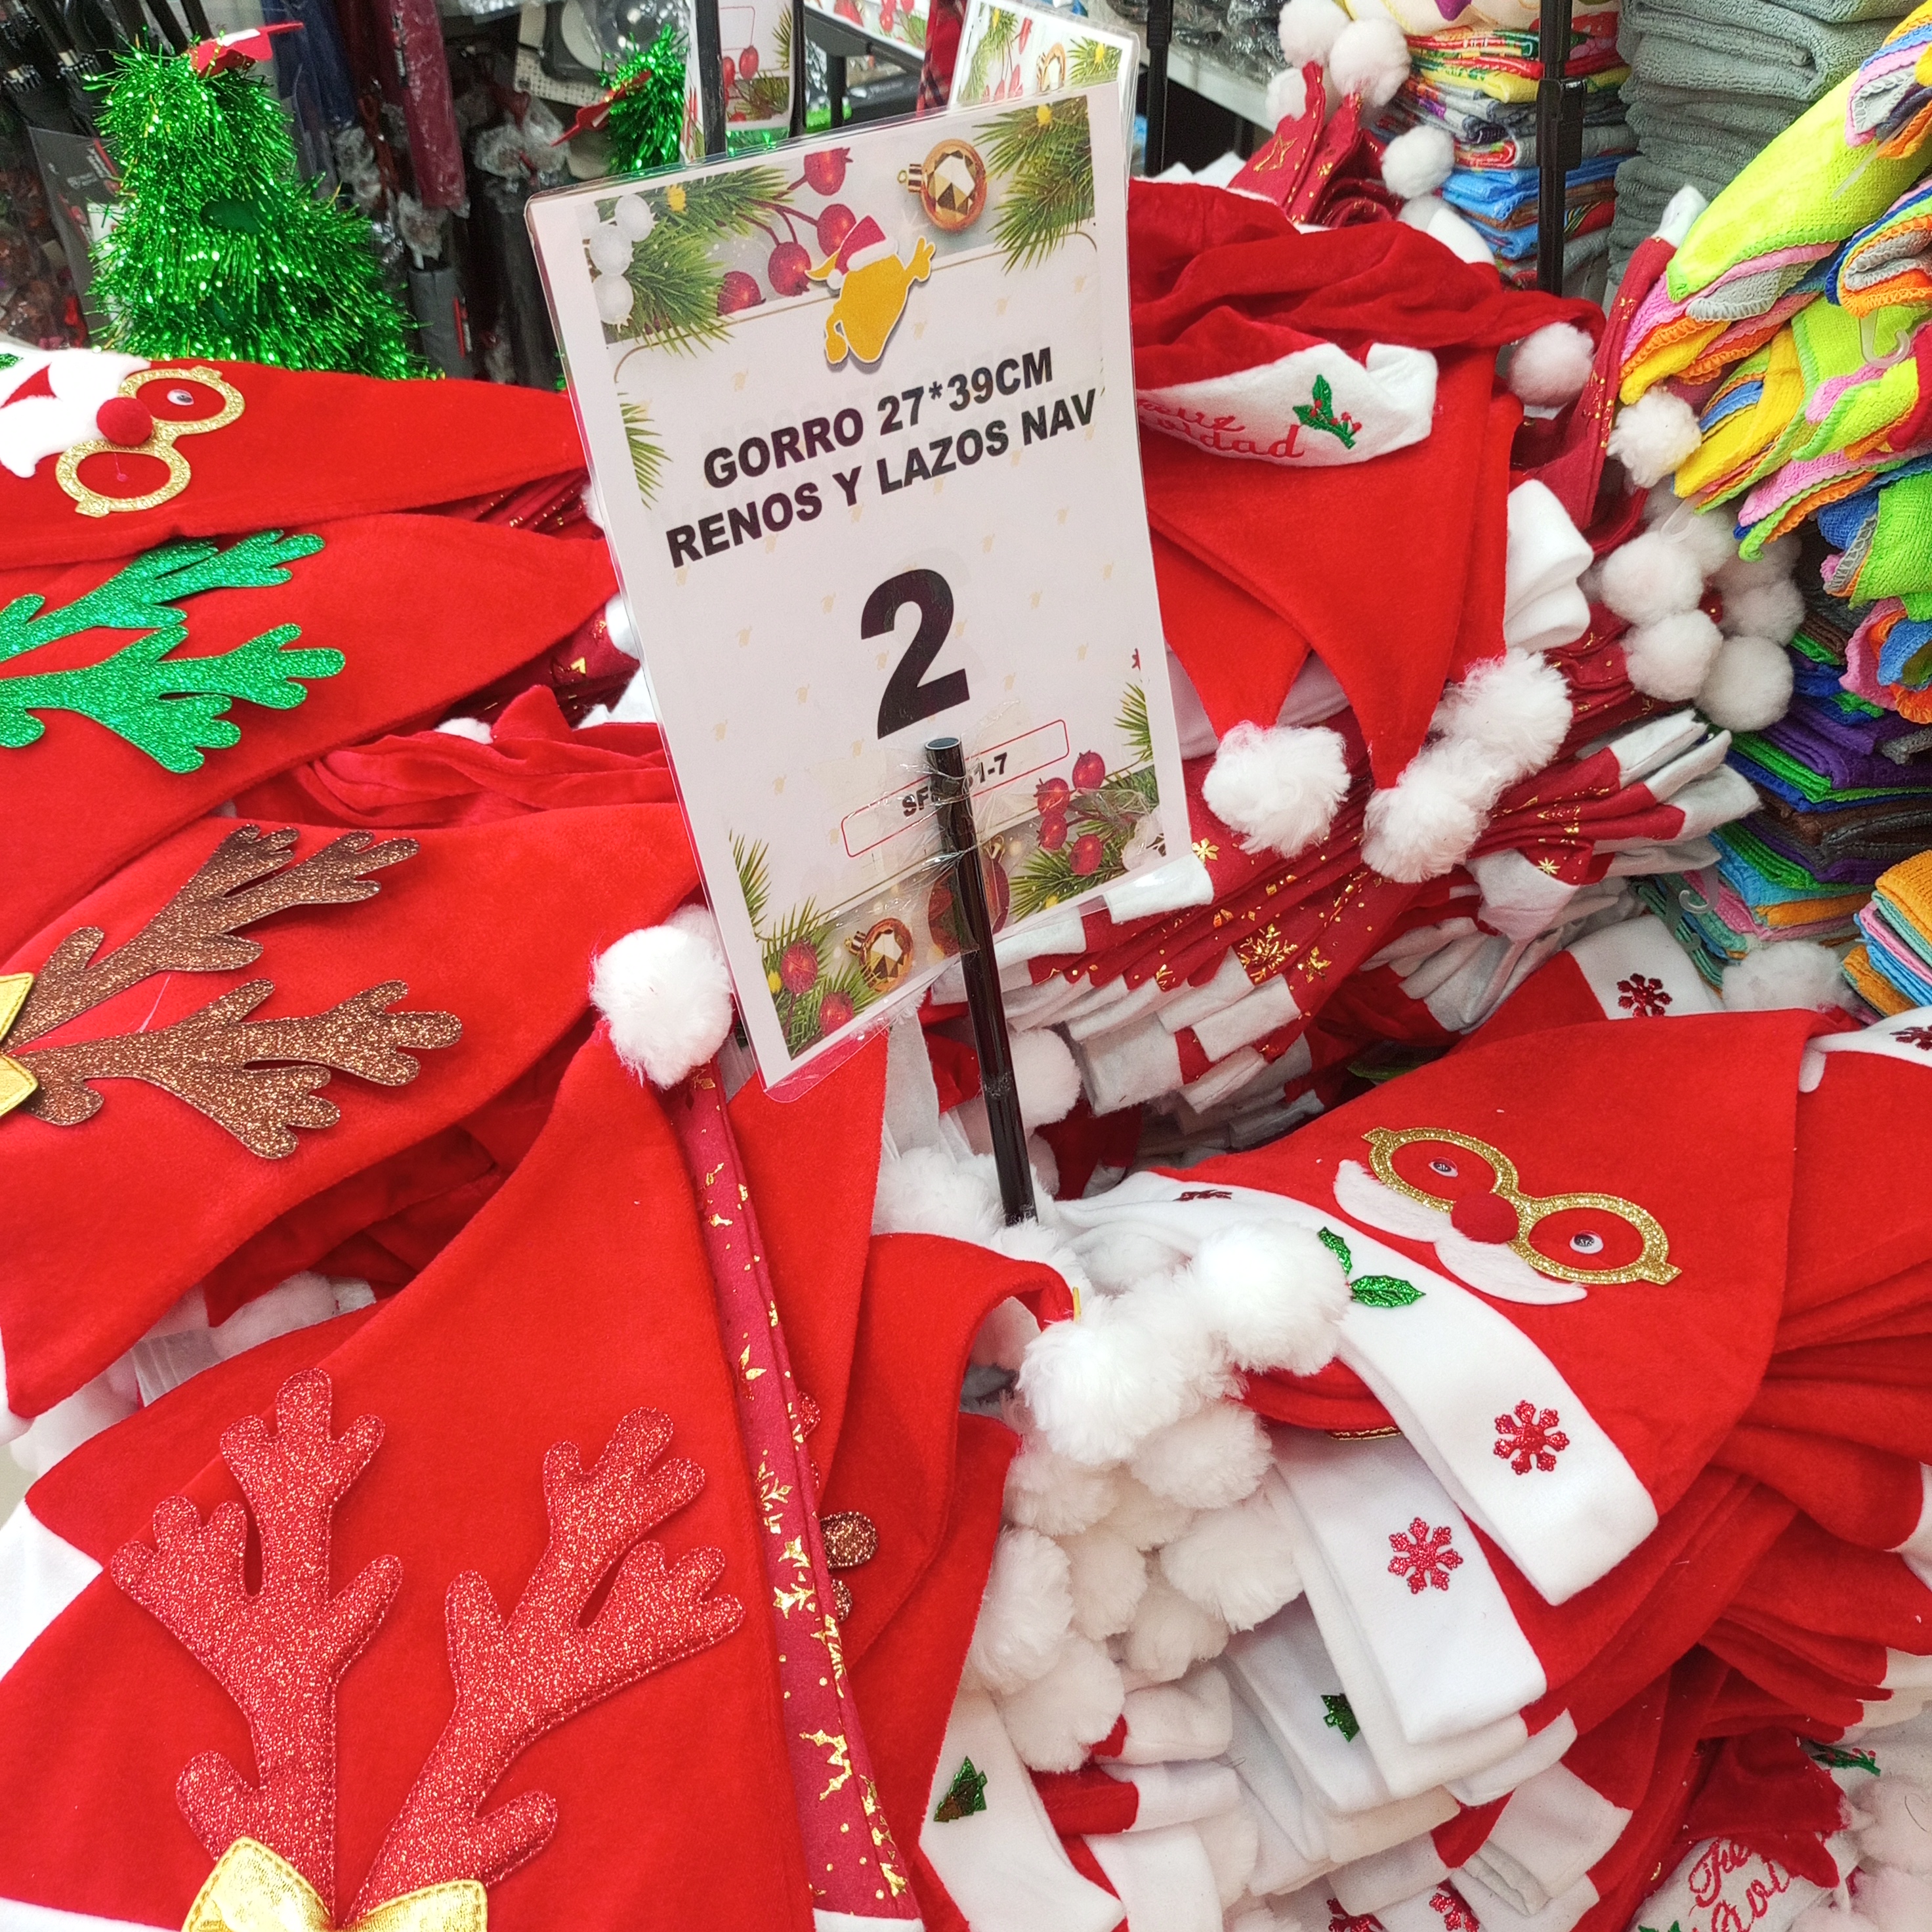 GORRO 27*39CM
RENOS Y LAZOS NAV
2